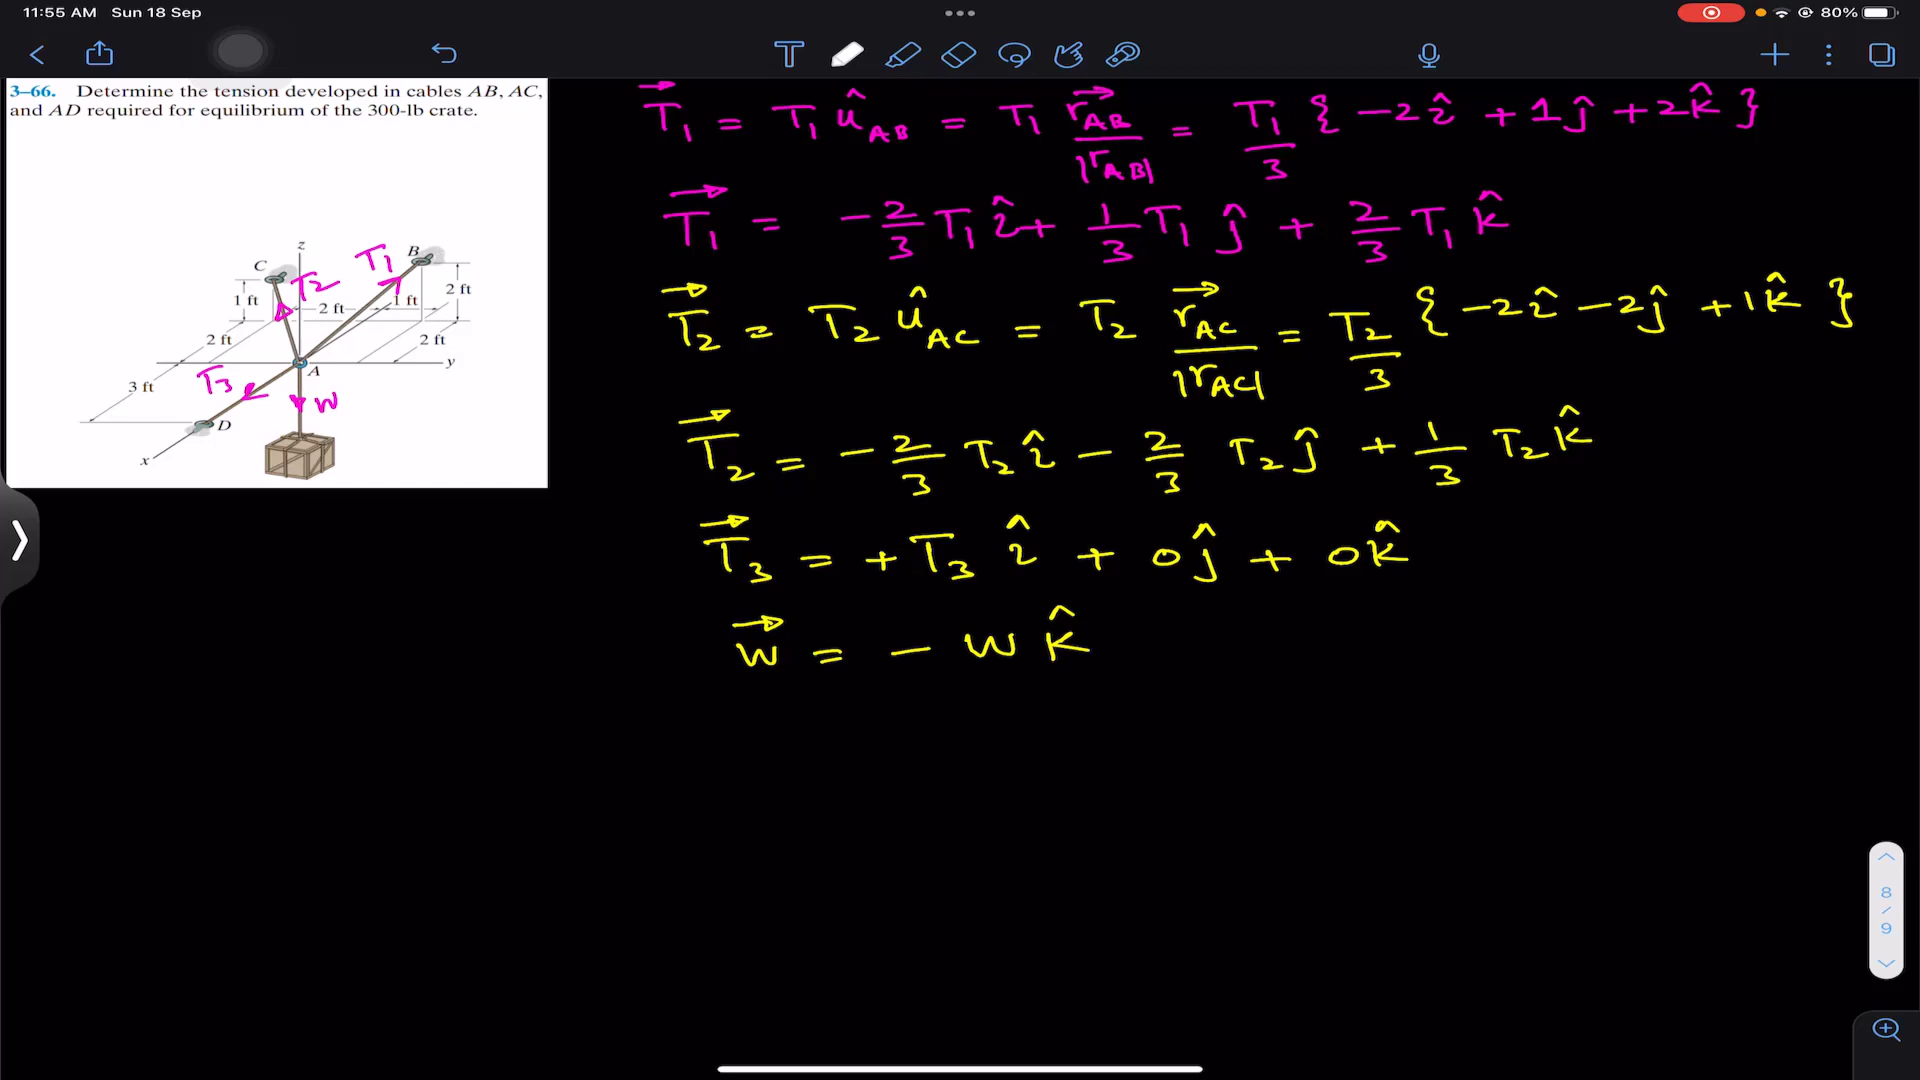 11:55 AM Sun 18 Sep
80%
3–66. Determine the tension developed in cables AB, AC,
and AD required for equilibrium of the 300-lb crate.
z
C
B
T₁
T₂
1 ft
2 ft
1 ft
2 ft
2 ft
2 ft
y
A
T₃
3 ft
W
D
x
T⃗₁ = T₁ û_AB = T₁ r⃗_AB / |r_AB| = T₁/3 { -2î + 1ĵ + 2k̂ }
T⃗₁ = -2/3 T₁ î + 1/3 T₁ ĵ + 2/3 T₁ k̂
T⃗₂ = T₂ û_AC = T₂ r⃗_AC / |r_AC| = T₂/3 { -2î - 2ĵ + 1k̂ }
T⃗₂ = -2/3 T₂ î - 2/3 T₂ ĵ + 1/3 T₂ k̂
T⃗₃ = + T₃ î + 0ĵ + 0k̂
W⃗ = - W k̂
8
/
9